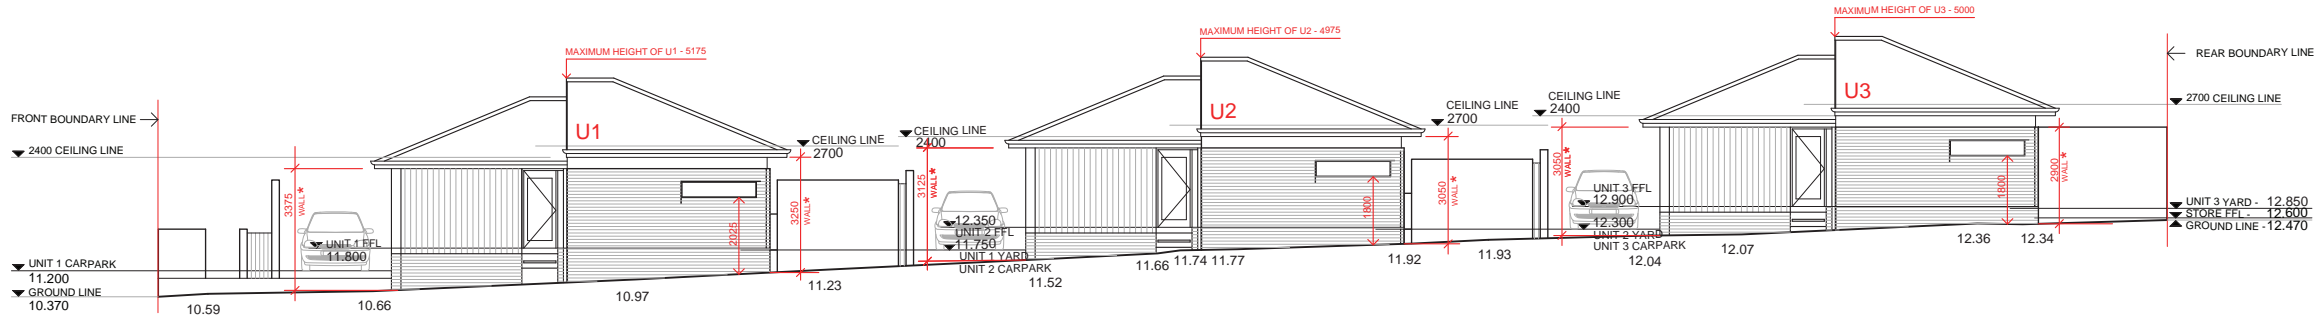 MAXIMUM HEIGHT OF U3 - 5000
MAXIMUM HEIGHT OF U2 - 4975
MAXIMUM HEIGHT OF U1 - 5175
REAR BOUNDARY LINE
FRONT BOUNDARY LINE
2400 CEILING LINE
U1
CEILING LINE
2700
CEILING LINE
2400
U2
CEILING LINE
2700
CEILING LINE
2400
U3
2700 CEILING LINE
3375
WALL*
2025
3250
WALL*
3125
WALL*
1800
3050
WALL*
3050
WALL*
1800
2900
WALL*
UNIT 1 FFL
11.800
12.350
UNIT 2 FFL
11.750
UNIT 1 YARD
UNIT 2 CARPARK
UNIT 3 FFL
12.900
12.300
UNIT 2 YARD
UNIT 3 CARPARK
UNIT 3 YARD - 12.850
STORE FFL - 12.600
GROUND LINE - 12.470
UNIT 1 CARPARK
11.200
GROUND LINE
10.370
10.59
10.66
10.97
11.23
11.52
11.66
11.74
11.77
11.92
11.93
12.04
12.07
12.36
12.34